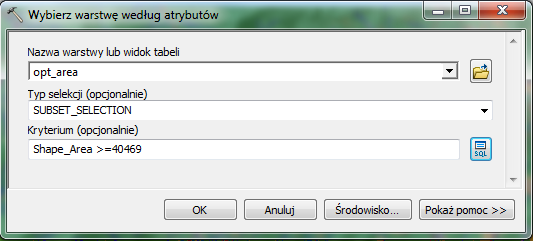 Wybierz warstwę według atrybutów
Nazwa warstwy lub widok tabeli
opt_area
Typ selekcji (opcjonalnie)
SUBSET_SELECTION
Kryterium (opcjonalnie)
Shape_Area >=40469
SQL
OK
Anuluj
Środowisko...
Pokaż pomoc >>